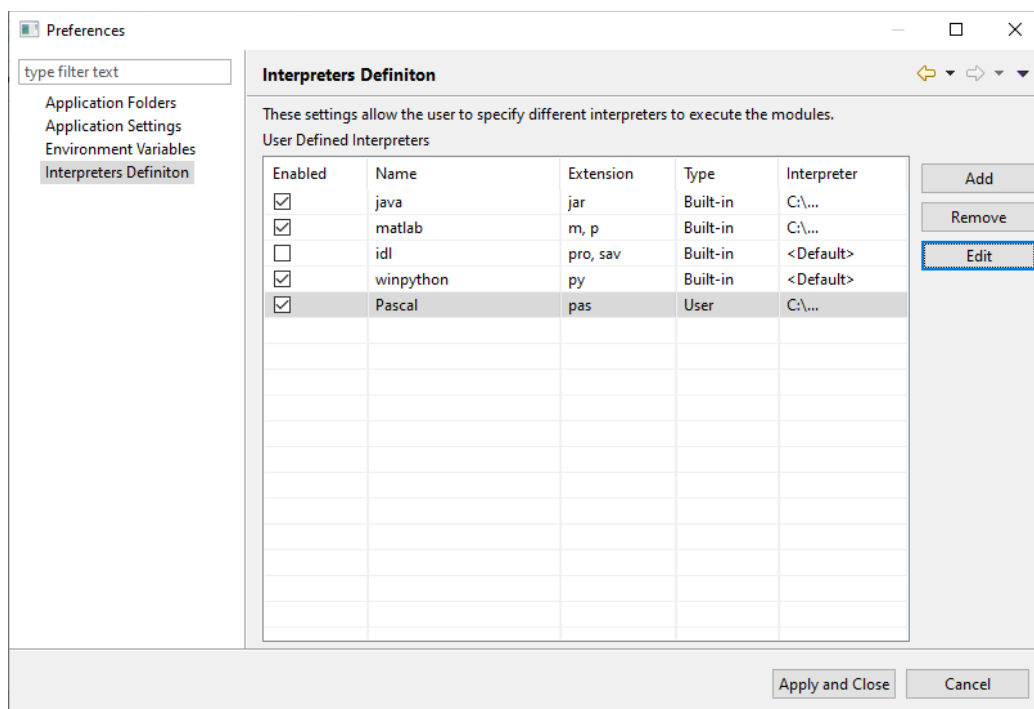 Preferences
type filter text
Application Folders
Application Settings
Environment Variables
Interpreters Definiton
Interpreters Definiton
These settings allow the user to specify different interpreters to execute the modules.
User Defined Interpreters
Enabled Name Extension Type Interpreter
java jar Built-in C:\...
matlab m, p Built-in C:\...
idl pro, sav Built-in <Default>
winpython py Built-in <Default>
Pascal pas User C:\...
Add
Remove
Edit
Apply and Close Cancel